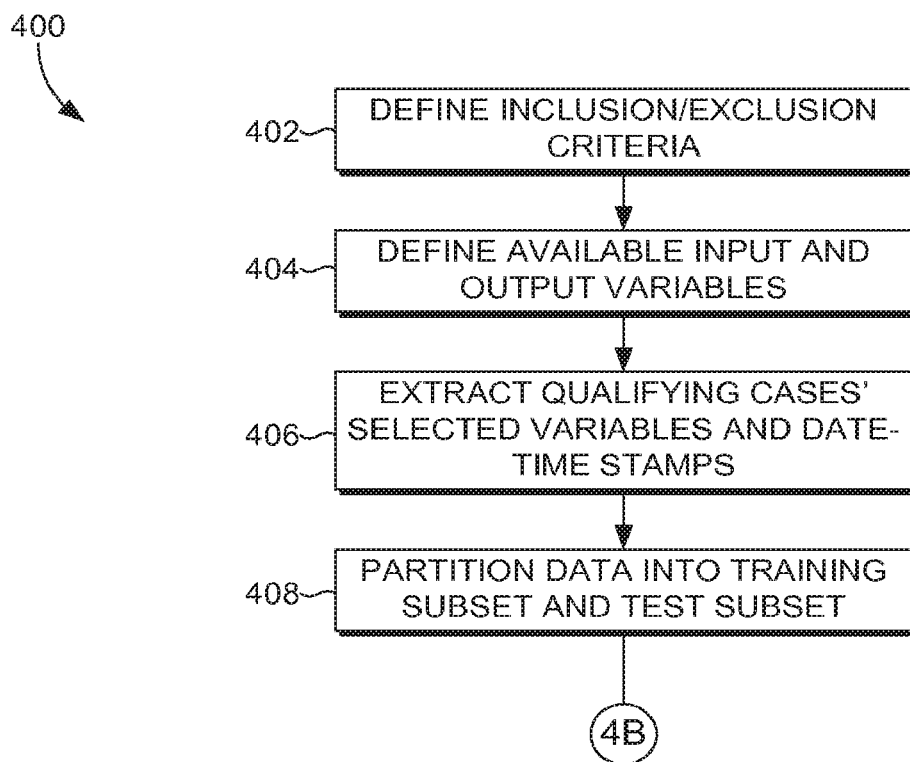 400
402
DEFINE INCLUSION/EXCLUSION
CRITERIA
404
DEFINE AVAILABLE INPUT AND
OUTPUT VARIABLES
406
EXTRACT QUALIFYING CASES'
SELECTED VARIABLES AND DATE-
TIME STAMPS
408
PARTITION DATA INTO TRAINING
SUBSET AND TEST SUBSET
4B